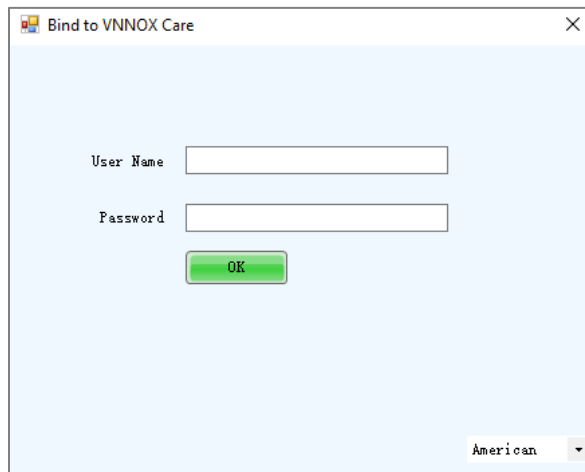 Bind to VNNOX Care
User Name
Password
OK
American